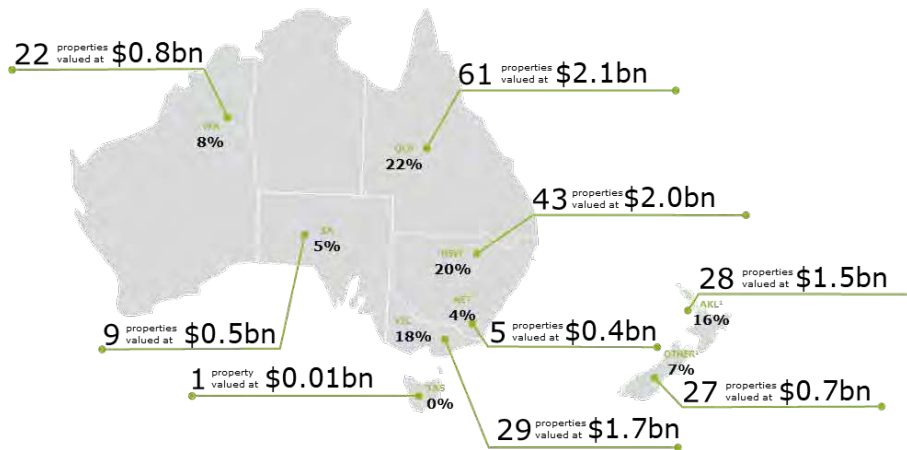 22 properties valued at $0.8bn
61 properties valued at $2.1bn
WA
8%
QLD
22%
43 properties valued at $2.0bn
SA
5%
NSW
20%
28 properties valued at $1.5bn
AKL¹
16%
ACT
4%
VIC
18%
9 properties valued at $0.5bn
5 properties valued at $0.4bn
OTHER¹
7%
1 property valued at $0.01bn
TAS
0%
27 properties valued at $0.7bn
29 properties valued at $1.7bn